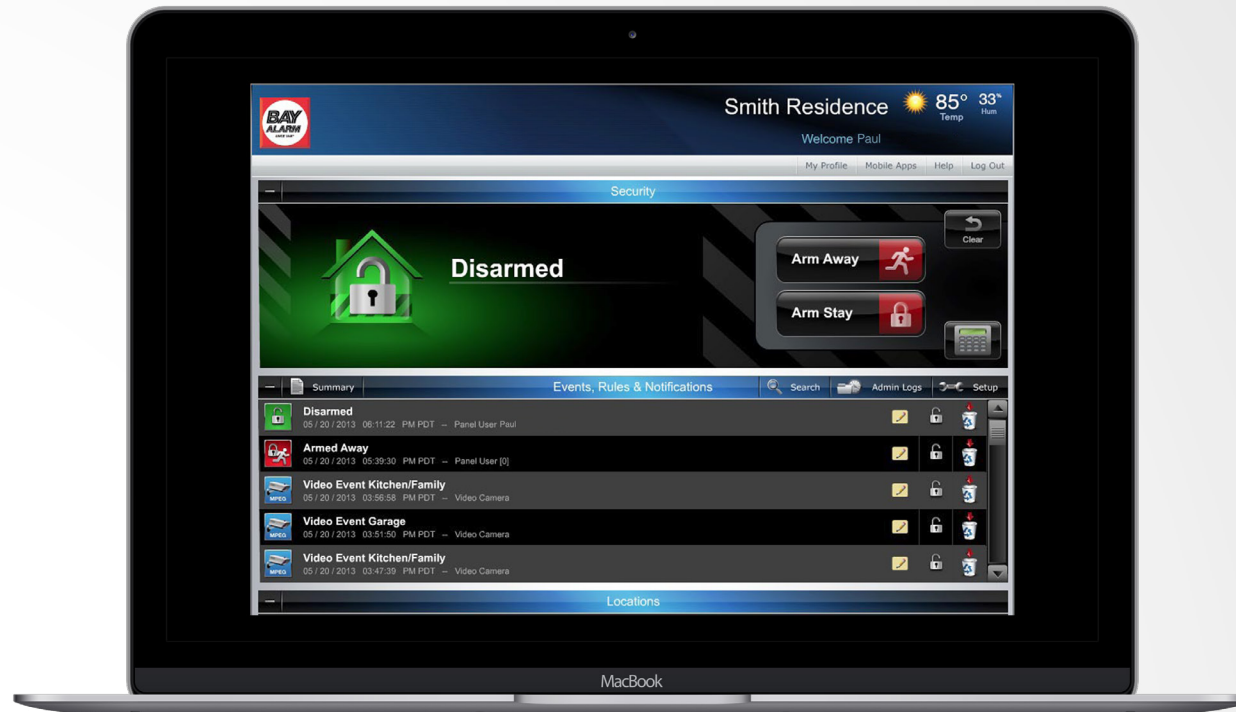 BAY
ALARM
Smith Residence
85°
Temp
33%
Hum
Welcome Paul
My Profile Mobile Apps Help Log Out
Security
Disarmed
Clear
Arm Away
Arm Stay
Summary
Events, Rules & Notifications
Search Admin Logs Setup
Disarmed
05 / 20 / 2013 06:11:22 PM PDT -- Panel User Paul
Armed Away
05 / 20 / 2013 05:39:30 PM PDT -- Panel User [0]
MPEG
Video Event Kitchen/Family
05 / 20 / 2013 03:56:58 PM PDT -- Video Camera
MPEG
Video Event Garage
05 / 20 / 2013 03:51:50 PM PDT -- Video Camera
MPEG
Video Event Kitchen/Family
05 / 20 / 2013 03:47:39 PM PDT -- Video Camera
Locations
MacBook